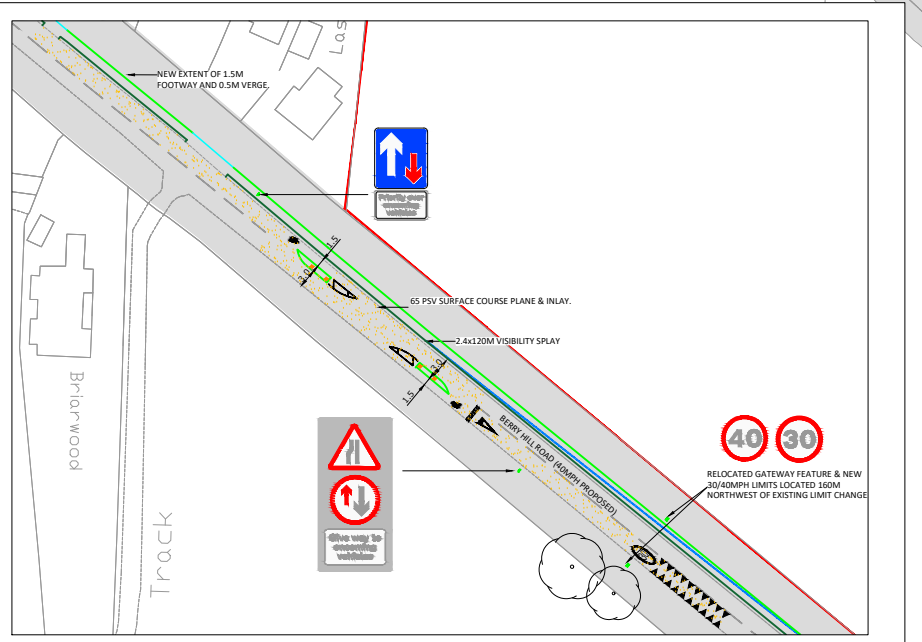 Las
NEW EXTENT OF 1.5M
FOOTWAY AND 0.5M VERGE.
Priority over
oncoming
vehicles
1.5
3.0
65 PSV SURFACE COURSE PLANE & INLAY.
2.4x120M VISIBILITY SPLAY
3.0
1.5
Briarwood
BERRY HILL ROAD (40MPH PROPOSED)
40 30
RELOCATED GATEWAY FEATURE & NEW
30/40MPH LIMITS LOCATED 160M
NORTHWEST OF EXISTING LIMIT CHANGE
Give way to
oncoming
vehicles
Track